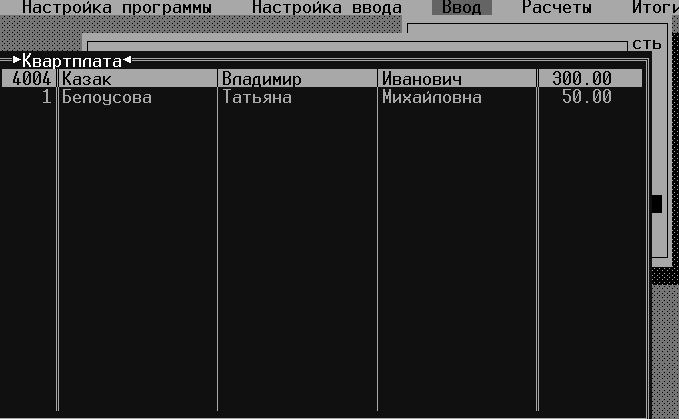 Настройка программы Настройка ввода Ввод Расчеты Итоги
сть
Квартплата
4004 Казак Владимир Иванович 300.00
1 Белоусова Татьяна Михайловна 50.00